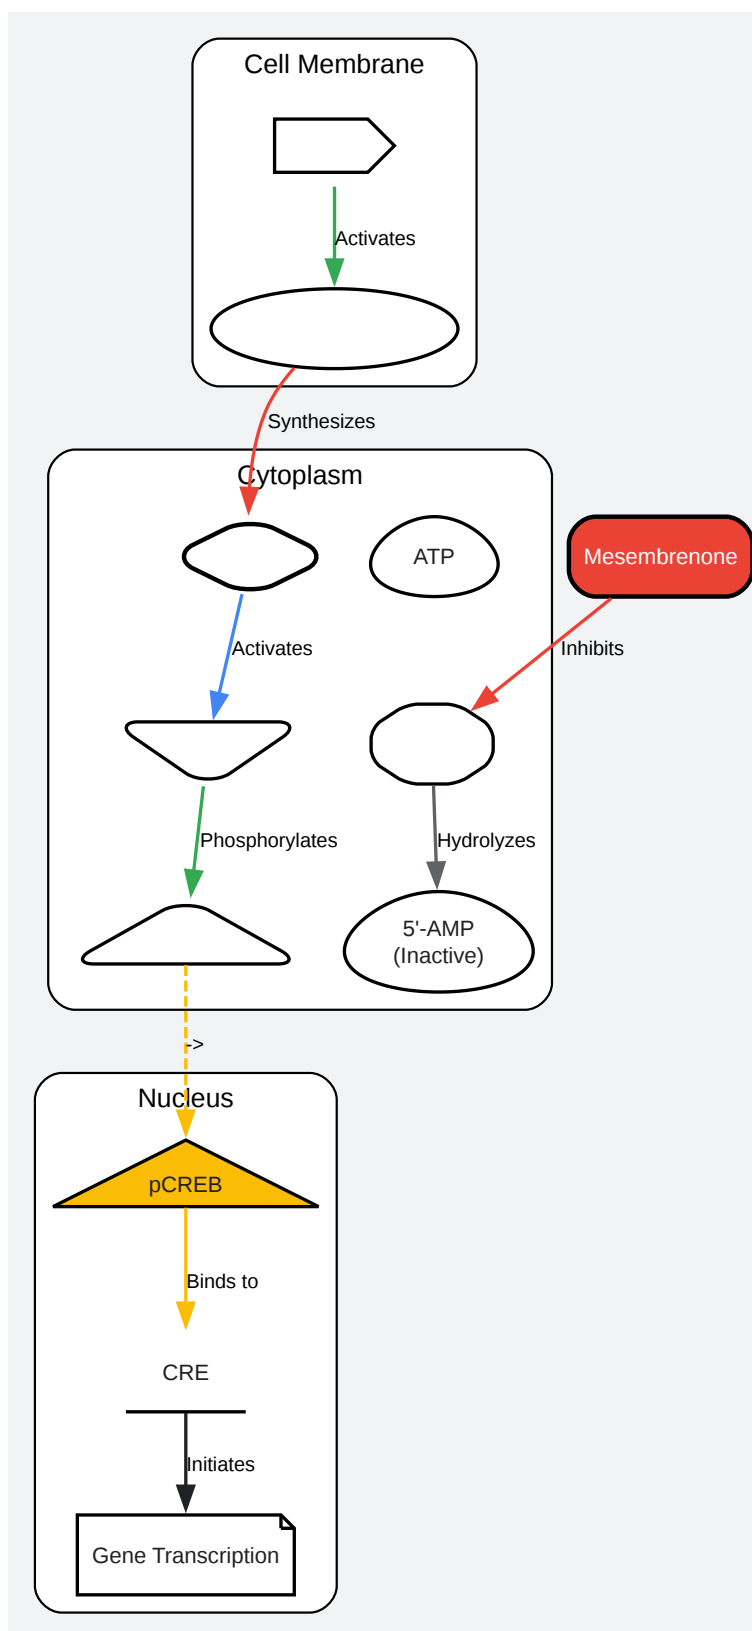 Cell Membrane
Activates
Synthesizes
Cytoplasm
ATP
Mesembrenone
Activates
Inhibits
Phosphorylates
Hydrolyzes
5'-AMP
(Inactive)
->
Nucleus
pCREB
Binds to
CRE
Initiates
Gene Transcription